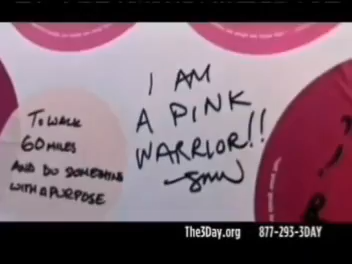 I AM
A PINK
WARRIOR!!
TO WALK
60 MILES
AND DO SOMETHING
WITH A PURPOSE
The3Day.org 877-293-3DAY